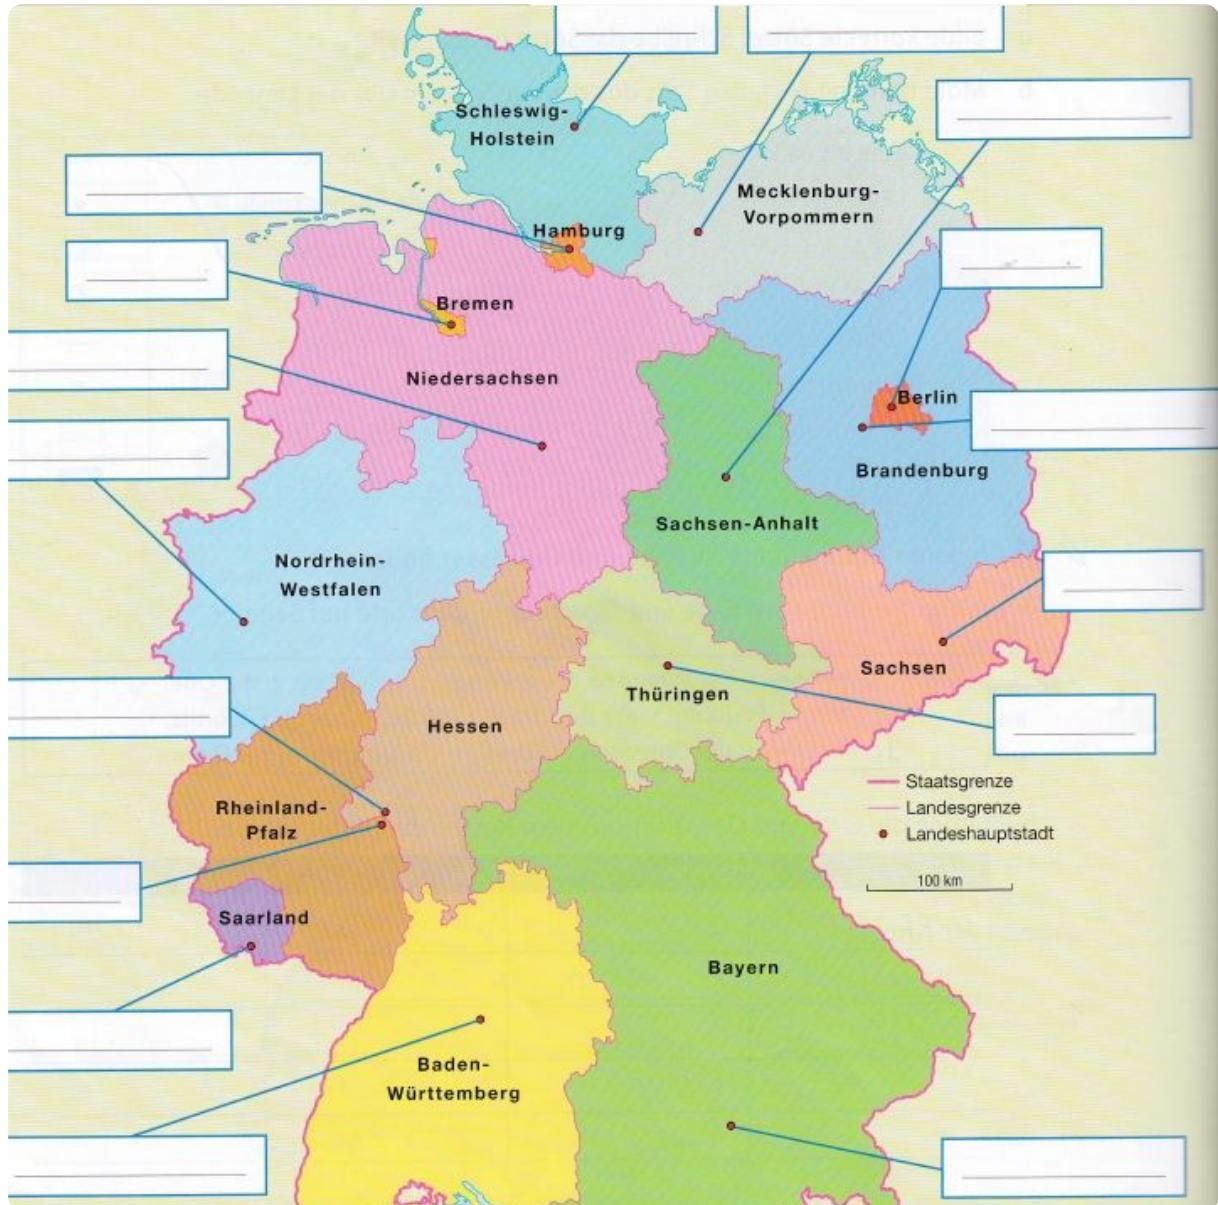 Schleswig-
Holstein
Mecklenburg-
Vorpommern
Hamburg
Bremen
Niedersachsen
Berlin
Brandenburg
Sachsen-Anhalt
Nordrhein-
Westfalen
Sachsen
Thüringen
Hessen
Staatsgrenze
Landesgrenze
Landeshauptstadt
100 km
Rheinland-
Pfalz
Saarland
Bayern
Baden-
Württemberg